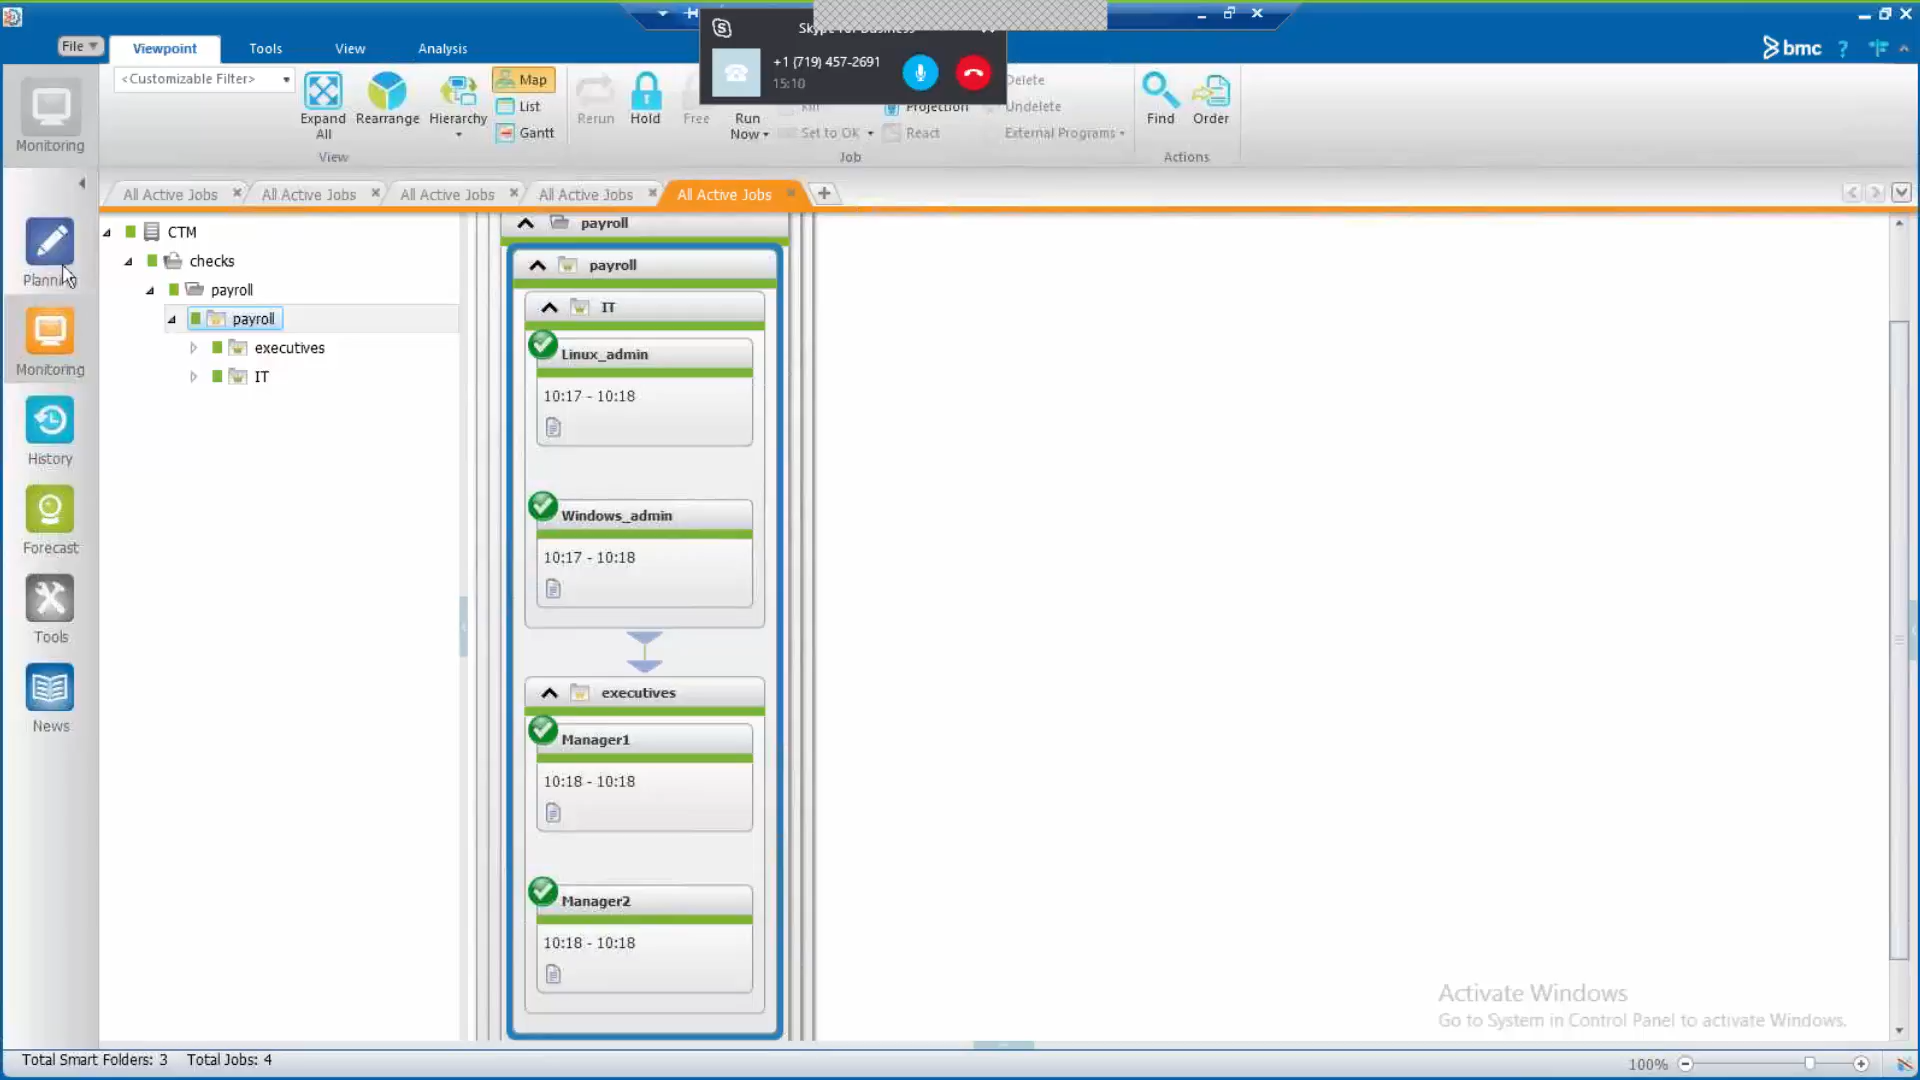 File
Viewpoint
Tools
View
Analysis
bmc
?
+1 (719) 457-2691
15:10
<Customizable Filter>
Expand All
Rearrange
Hierarchy
Map
List
Gantt
View
Rerun
Hold
Free
Run Now
Set to OK
Projection
React
Delete
Undelete
External Programs
Job
Find
Order
Actions
Monitoring
All Active Jobs
All Active Jobs
All Active Jobs
All Active Jobs
All Active Jobs
Monitoring
History
Forecast
Tools
News
CTM
checks
payroll
payroll
executives
IT
payroll
payroll
IT
Linux_admin
10:17 - 10:18
Windows_admin
10:17 - 10:18
executives
Manager1
10:18 - 10:18
Manager2
10:18 - 10:18
Activate Windows
Go to System in Control Panel to activate Windows.
Total Smart Folders: 3 Total Jobs: 4
100%